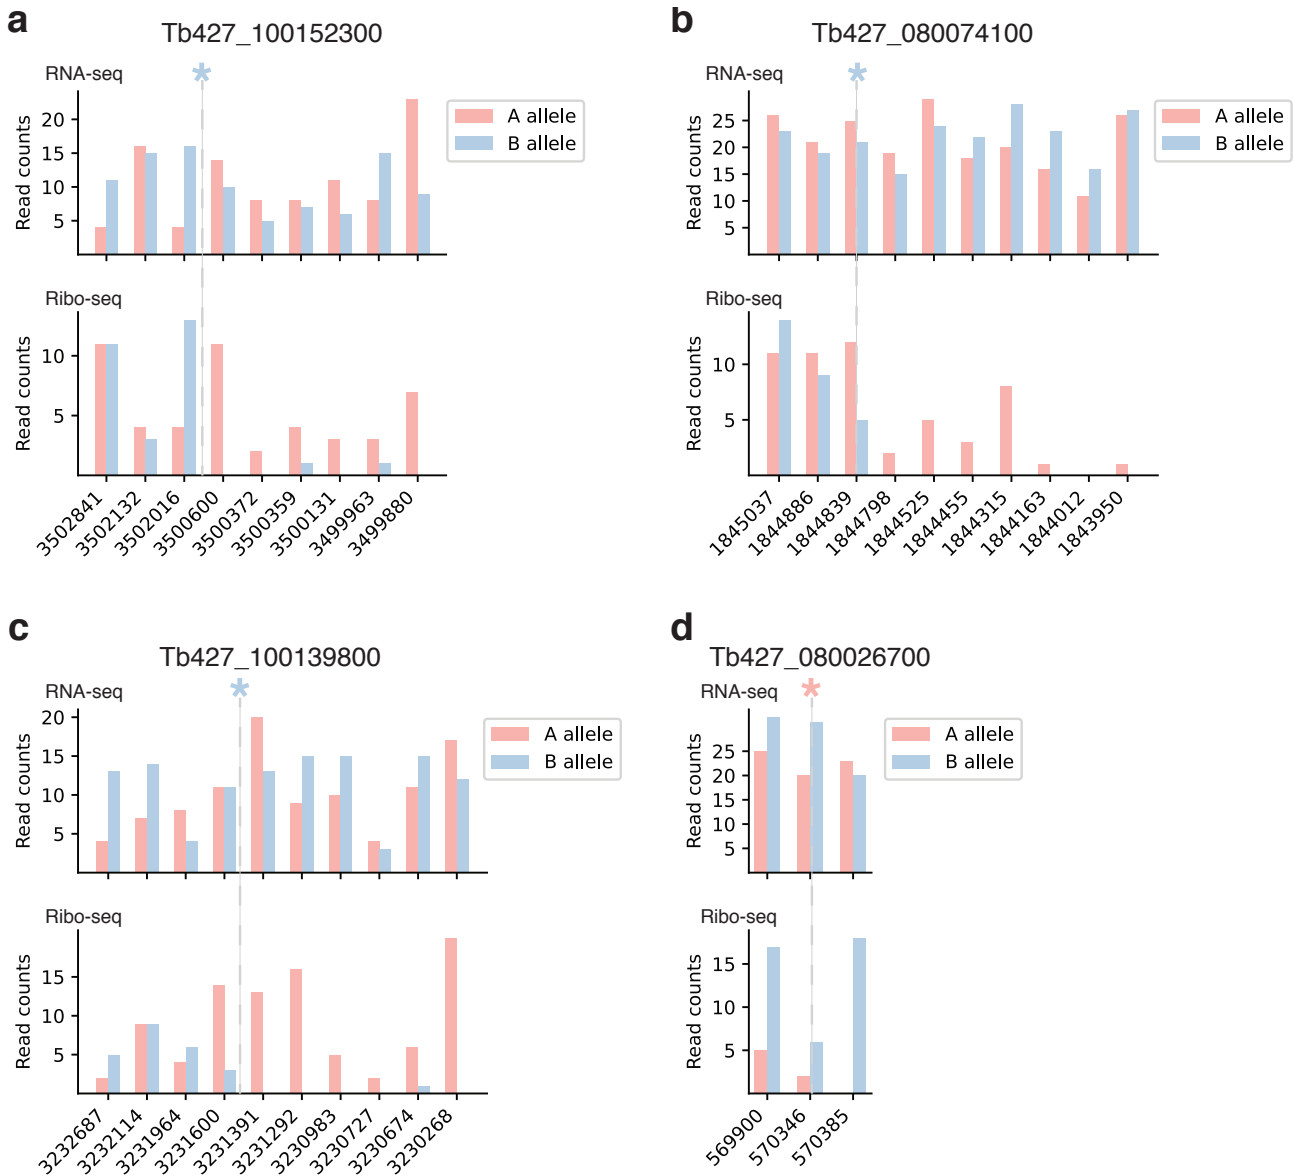 a
Tb427_100152300
RNA-seq
*
Read counts
20
15
10
5
A allele
B allele
Ribo-seq
Read counts
10
5
3502841
3502132
3502016
3500600
3500372
3500359
3500131
3499963
3499880
b
Tb427_080074100
RNA-seq
*
Read counts
25
20
15
10
5
A allele
B allele
Ribo-seq
Read counts
10
5
1845037
1844886
1844839
1844798
1844525
1844455
1844315
1844163
1844012
1843950
c
Tb427_100139800
RNA-seq
*
Read counts
20
15
10
5
A allele
B allele
Ribo-seq
Read counts
15
10
5
3232687
3232114
3231964
3231600
3231391
3231292
3230983
3230727
3230674
3230268
d
Tb427_080026700
RNA-seq
*
Read counts
25
20
15
10
5
A allele
B allele
Ribo-seq
Read counts
15
10
5
569900
570346
570385